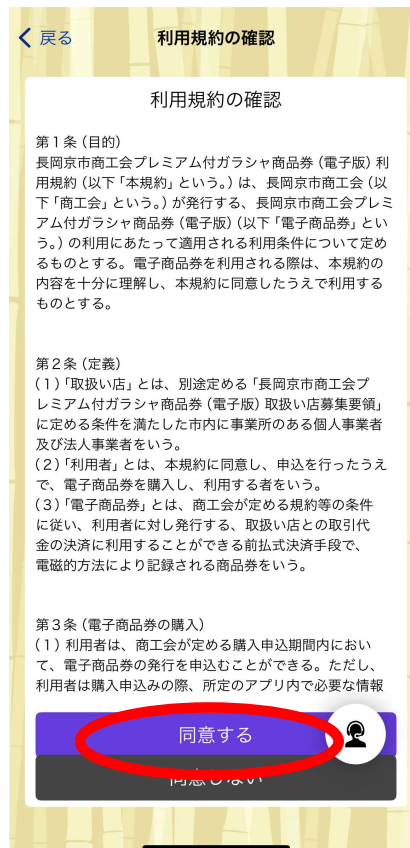 戻る
利用規約の確認
利用規約の確認
第1条(目的)
長岡京市商工会プレミアム付ガラシャ商品券(電子版)利
用規約(以下「本規約」という。)は、長岡京市商工会(以
下「商工会」という。)が発行する、長岡京市商工会プレミ
アム付ガラシャ商品券(電子版)(以下「電子商品券」とい
う。)の利用にあたって適用される利用条件について定め
るものとする。電子商品券を利用される際は、本規約の
内容を十分に理解し、本規約に同意したうえで利用する
ものとする。
第2条(定義)
(1)「取扱い店」とは、別途定める「長岡京市商工会プ
レミアム付ガラシャ商品券(電子版)取扱い店募集要領」
に定める条件を満たした市内に事業所のある個人事業者
及び法人事業者をいう。
(2)「利用者」とは、本規約に同意し、申込を行ったうえ
で、電子商品券を購入し、利用する者をいう。
(3)「電子商品券」とは、商工会が定める規約等の条件
に従い、利用者に対し発行する、取扱い店との取引代
金の決済に利用することができる前払式決済手段で、
電磁的方法により記録される商品券をいう。
第3条(電子商品券の購入)
(1)利用者は、商工会が定める購入申込期間内におい
て、電子商品券の発行を申込むことができる。ただし、
利用者は購入申込みの際、所定のアプリ内で必要な情報
同意する
同意しない